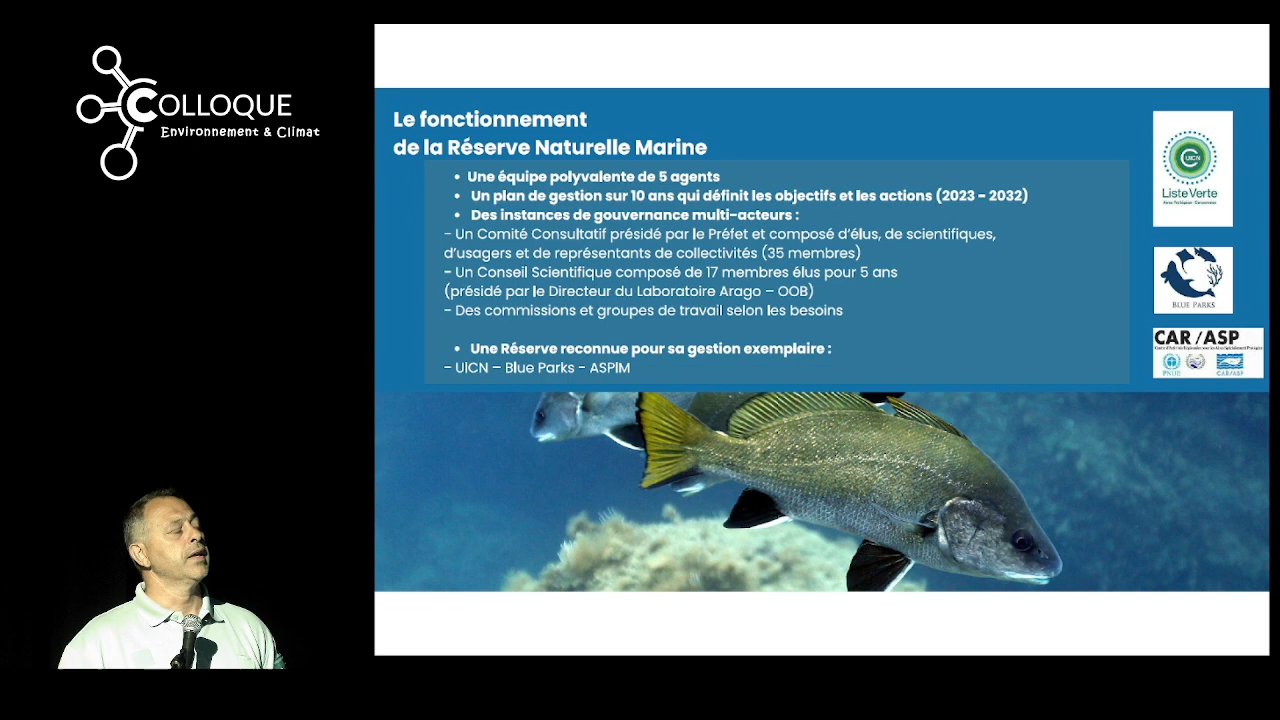 COLLOQUE
Environnement & Climat
Le fonctionnement
de la Réserve Naturelle Marine
• Une équipe polyvalente de 5 agents
• Un plan de gestion sur 10 ans qui définit les objectifs et les actions (2023 - 2032)
• Des instances de gouvernance multi-acteurs :
- Un Comité Consultatif présidé par le Préfet et composé d'élus, de scientifiques,
d'usagers et de représentants de collectivités (35 membres)
- Un Conseil Scientifique composé de 17 membres élus pour 5 ans
(présidé par le Directeur du Laboratoire Arago – OOB)
- Des commissions et groupes de travail selon les besoins
• Une Réserve reconnue pour sa gestion exemplaire :
- UICN – Blue Parks - ASPIM
UICN
Liste Verte
BLUE PARKS
CAR/ASP
PNUE
CAR/ASP